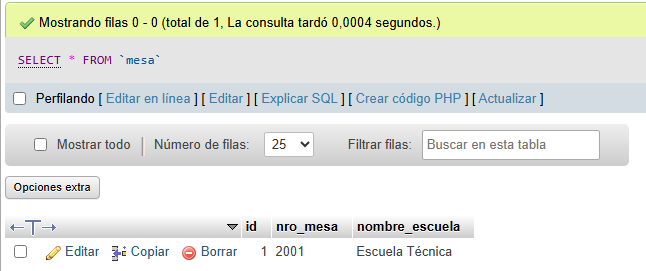 Mostrando filas 0 - 0 (total de 1, La consulta tardó 0,0004 segundos.)
SELECT * FROM `mesa`
Perfilando [ Editar en línea ] [ Editar ] [ Explicar SQL ] [ Crear código PHP ] [ Actualizar ]
Mostrar todo Número de filas: 25 Filtrar filas: Buscar en esta tabla
Opciones extra
←T→ id nro_mesa nombre_escuela
Editar Copiar Borrar 1 2001 Escuela Técnica